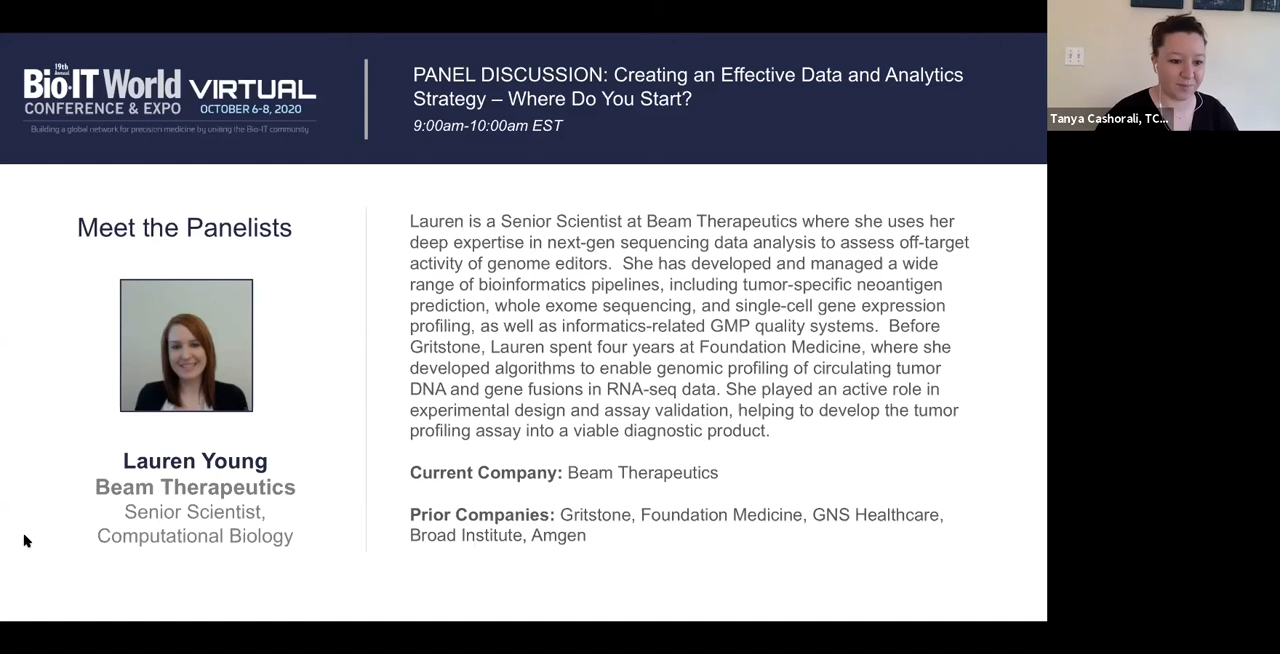 19th
Annual
Bio-IT World
CONFERENCE & EXPO
VIRTUAL
OCTOBER 6-8, 2020
Building a global network for precision medicine by uniting the Bio-IT community
PANEL DISCUSSION: Creating an Effective Data and Analytics
Strategy – Where Do You Start?
9:00am-10:00am EST
Tanya Cashorali, TC...
Meet the Panelists
Lauren Young
Beam Therapeutics
Senior Scientist,
Computational Biology
Lauren is a Senior Scientist at Beam Therapeutics where she uses her
deep expertise in next-gen sequencing data analysis to assess off-target
activity of genome editors.  She has developed and managed a wide
range of bioinformatics pipelines, including tumor-specific neoantigen
prediction, whole exome sequencing, and single-cell gene expression
profiling, as well as informatics-related GMP quality systems.  Before
Gritstone, Lauren spent four years at Foundation Medicine, where she
developed algorithms to enable genomic profiling of circulating tumor
DNA and gene fusions in RNA-seq data. She played an active role in
experimental design and assay validation, helping to develop the tumor
profiling assay into a viable diagnostic product.
Current Company: Beam Therapeutics
Prior Companies: Gritstone, Foundation Medicine, GNS Healthcare,
Broad Institute, Amgen